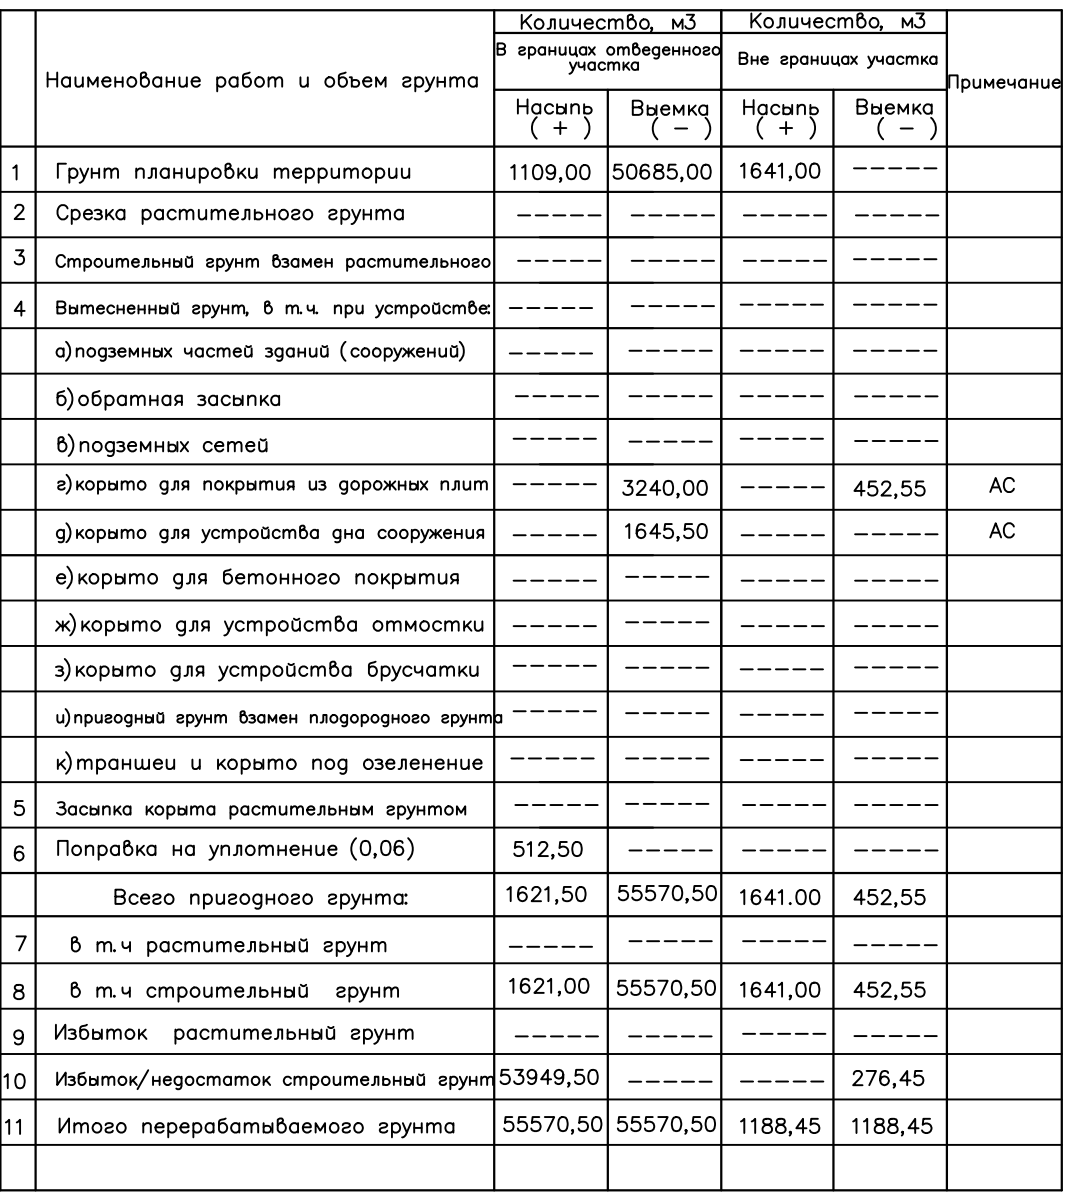 Наименование работ и объем грунта
Количество, м3
Количество, м3
В границах отведенного
участка
Вне границах участка
Примечание
Насыпь
( + )
Выемка
( – )
Насыпь
( + )
Выемка
( – )
1 Грунт планировки территории 1109,00 50685,00 1641,00 -----
2 Срезка растительного грунта ----- ----- ----- -----
3 Строительный грунт взамен растительного ----- ----- ----- -----
4 Вытесненный грунт, в т.ч. при устройстве: ----- ----- ----- -----
а)подземных частей зданий (сооружений) ----- ----- ----- -----
б)обратная засыпка ----- ----- ----- -----
в)подземных сетей ----- ----- ----- -----
г)корыто для покрытия из дорожных плит ----- 3240,00 ----- 452,55 АС
д)корыто для устройства дна сооружения ----- 1645,50 ----- ----- АС
е)корыто для бетонного покрытия ----- ----- ----- -----
ж)корыто для устройства отмостки ----- ----- ----- -----
з)корыто для устройства брусчатки ----- ----- ----- -----
и)пригодный грунт взамен плодородного грунта ----- ----- ----- -----
к)траншеи и корыто под озеленение ----- ----- ----- -----
5 Засыпка корыта растительным грунтом ----- ----- ----- -----
6 Поправка на уплотнение (0,06) 512,50 ----- ----- -----
Всего пригодного грунта: 1621,50 55570,50 1641.00 452,55
7 в т.ч растительный грунт ----- ----- ----- -----
8 в т.ч строительный грунт 1621,00 55570,50 1641,00 452,55
9 Избыток растительный грунт ----- ----- ----- -----
10 Избыток/недостаток строительный грунт 53949,50 ----- ----- 276,45
11 Итого перерабатываемого грунта 55570,50 55570,50 1188,45 1188,45